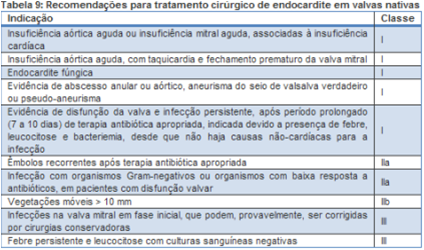 Tabela 9: Recomendações para tratamento cirúrgico de endocardite em valvas nativas
Indicação Classe
Insuficiência aórtica aguda ou insuficiência mitral aguda, associadas à insuficiência
cardíaca I
Insuficiência aórtica aguda, com taquicardia e fechamento prematuro da valva mitral I
Endocardite fúngica I
Evidência de abscesso anular ou aórtico, aneurisma do seio de valsalva verdadeiro
ou pseudo-aneurisma I
Evidência de disfunção da valva e infecção persistente, após período prolongado
(7 a 10 dias) de terapia antibiótica apropriada, indicada devido a presença de febre,
leucocitose e bacteriemia, desde que não haja causas não-cardíacas para a
infecção I
Êmbolos recorrentes após terapia antibiótica apropriada IIa
Infecção com organismos Gram-negativos ou organismos com baixa resposta a
antibióticos, em pacientes com disfunção valvar IIa
Vegetações móveis > 10 mm IIb
Infecções na valva mitral em fase inicial, que podem, provavelmente, ser corrigidas
por cirurgias conservadoras III
Febre persistente e leucocitose com culturas sanguíneas negativas III